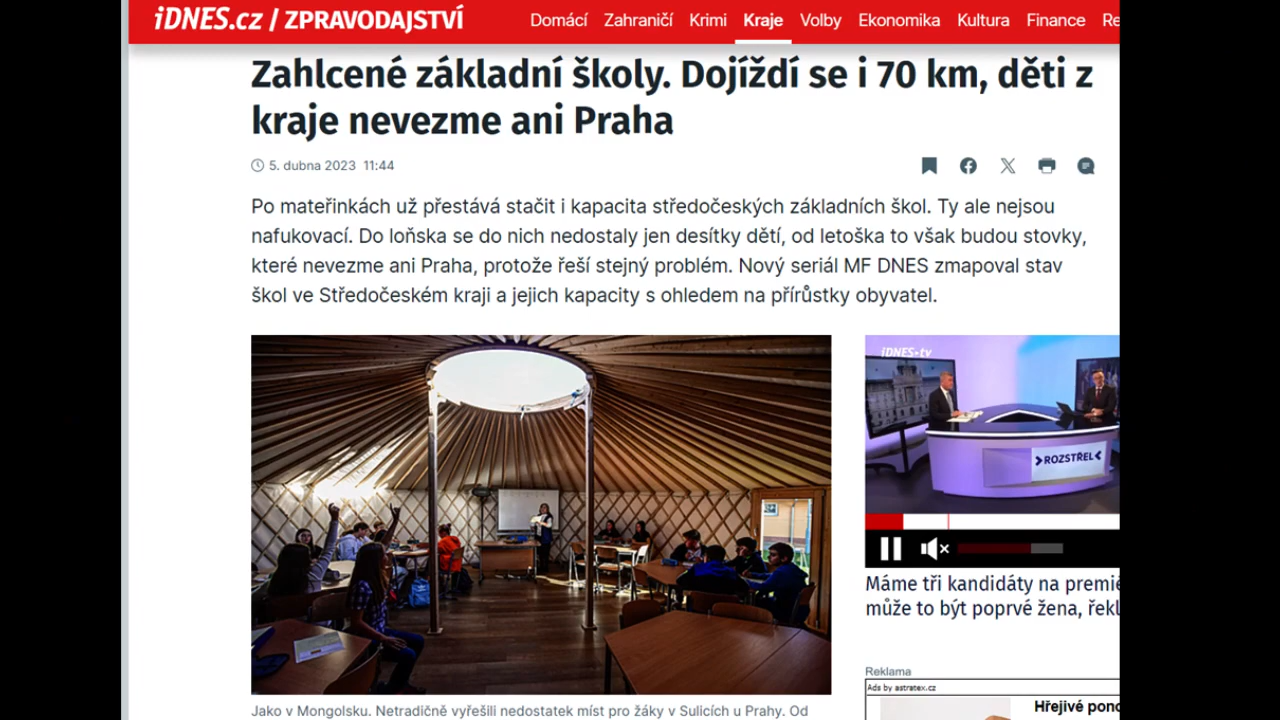 iDNES.cz / ZPRAVODAJSTVÍ
Domácí Zahraničí Krimi Kraje Volby Ekonomika Kultura Finance Re
Zahlcené základní školy. Dojíždí se i 70 km, děti z
kraje nevezme ani Praha
5. dubna 2023 11:44
Po mateřinkách už přestává stačit i kapacita středočeských základních škol. Ty ale nejsou
nafukovací. Do loňska se do nich nedostaly jen desítky dětí, od letoška to však budou stovky,
které nevezme ani Praha, protože řeší stejný problém. Nový seriál MF DNES zmapoval stav
škol ve Středočeském kraji a jejich kapacity s ohledem na přírůstky obyvatel.
iDNES tv
ROZSTŘEL
Máme tři kandidáty na premié
může to být poprvé žena, řekl
Reklama
Ads by astratex.cz
Hřejivé pono
Jako v Mongolsku. Netradičně vyřešili nedostatek míst pro žáky v Sulicích u Prahy. Od